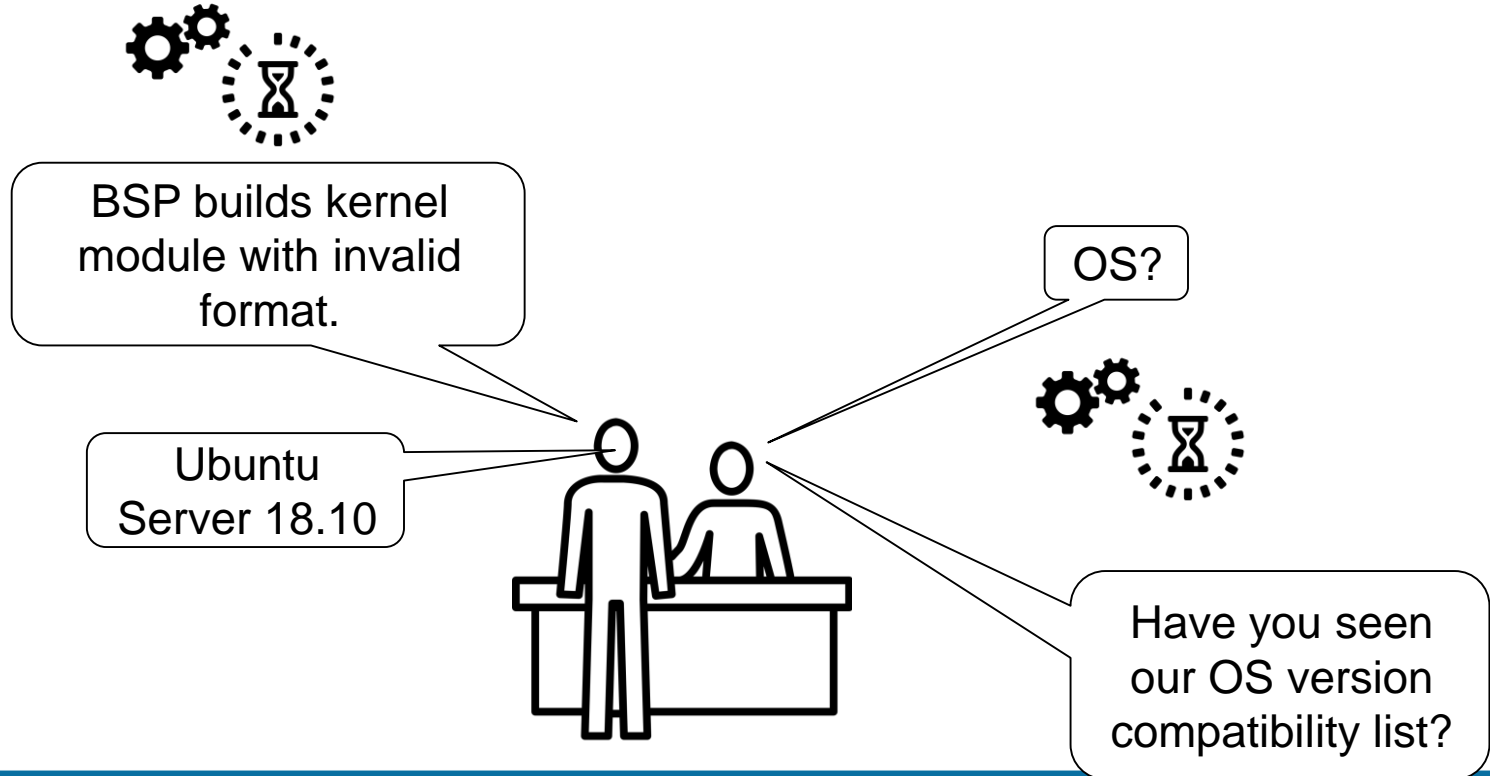 BSP builds kernel
module with invalid
format.
OS?
Ubuntu
Server 18.10
Have you seen
our OS version
compatibility list?